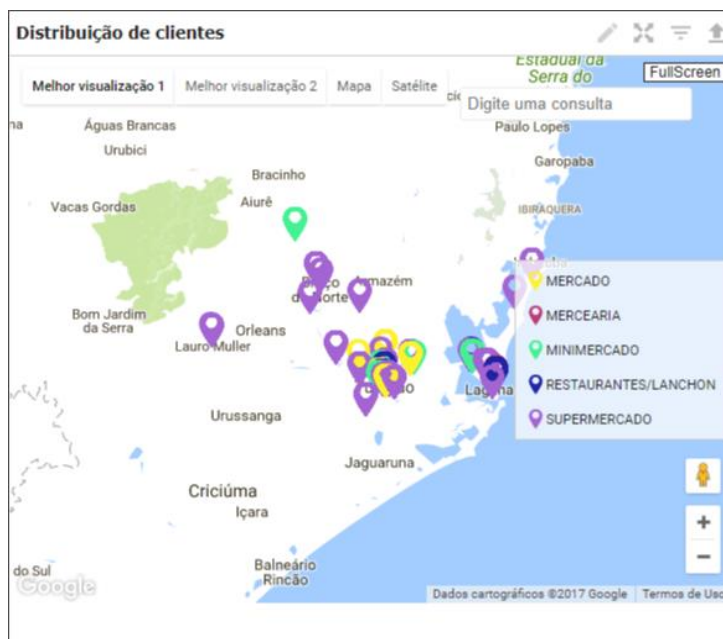 Distribuição de clientes
Estadual da
Serra do
FullScreen
Melhor visualização 1
Melhor visualização 2
Mapa
Satélite
Digite uma consulta
Águas Brancas
Paulo Lopes
Urubici
Garopaba
Bracinho
Aiurê
Vacas Gordas
IBIRAQUERA
Armazém
do Norte
MERCADO
MERCEARIA
Bom Jardim
da Serra
Orleans
Lauro Muller
MINIMERCADO
RESTAURANTES/LANCHON
Urussanga
SUPERMERCADO
Jaguaruna
Criciúma
Içara
do Sul
Balneário
Rincão
Google
Dados cartográficos ©2017 Google
Termos de Uso